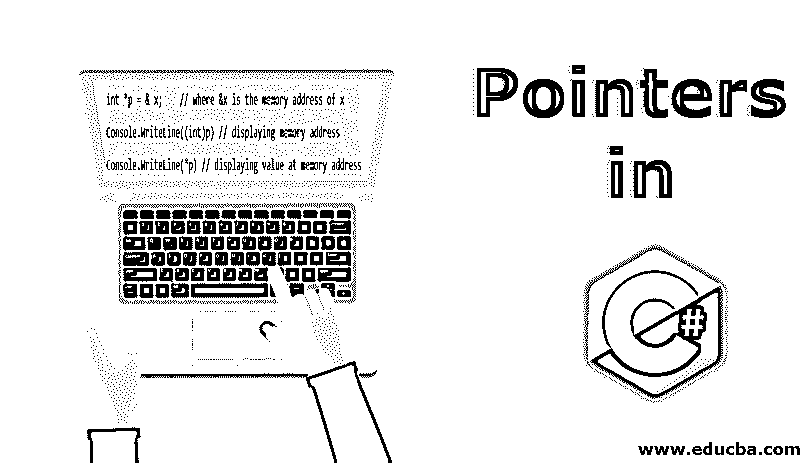 int *p = & x; // where &x is the memory address of x
Console.WriteLine((int)p) // displaying memory address
Console.WriteLine(*p) // displaying value at memory address
Pointers
in
C#
www.educba.com